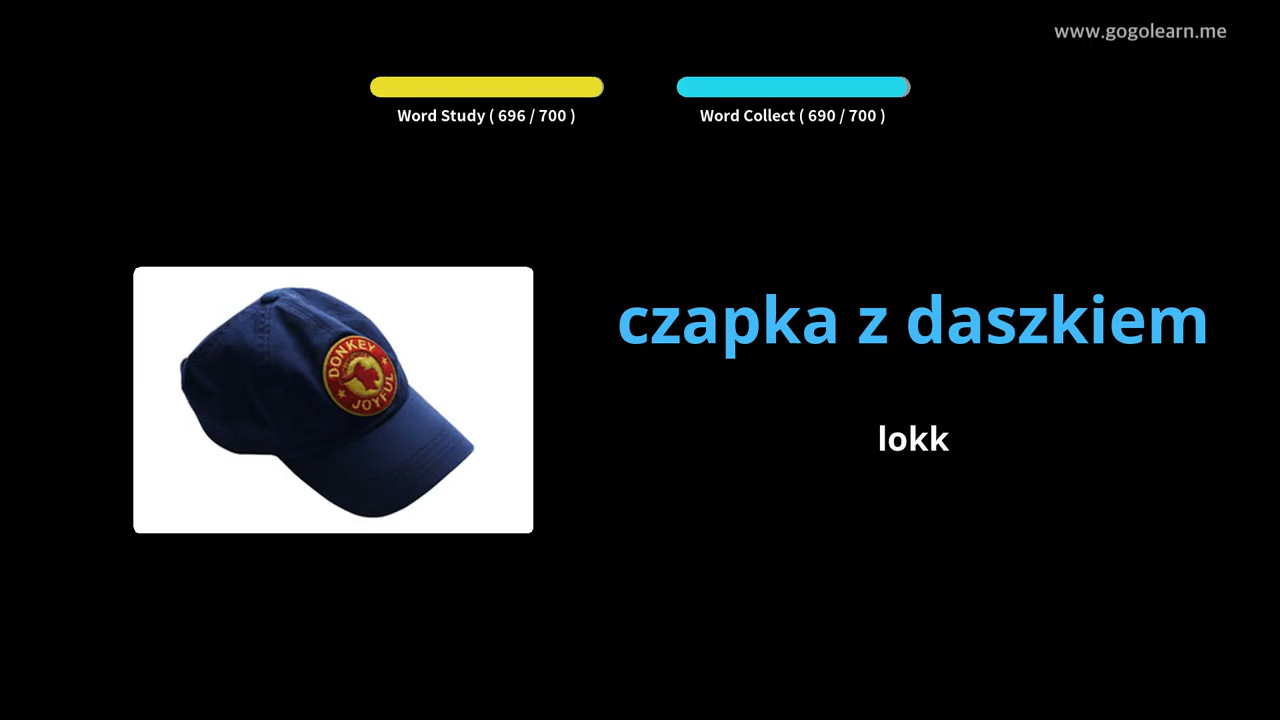 www.gogolearn.me
Word Study ( 696 / 700 )
Word Collect ( 690 / 700 )
czapka z daszkiem
lokk
DONKEY
JOYFUL